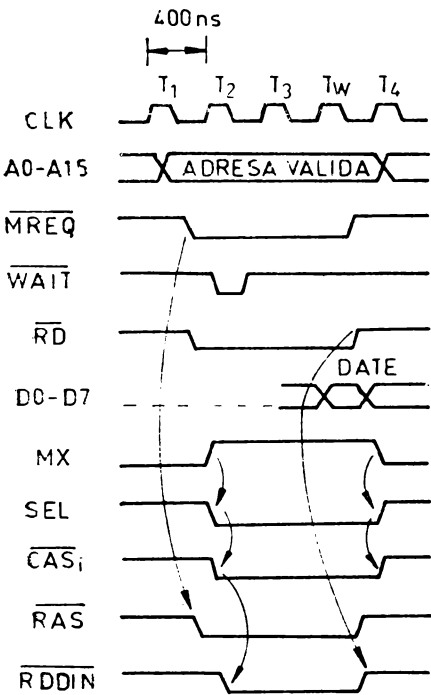 400ns
T1 T2 T3 TW T4
CLK
A0-A15 ADRESA VALIDA
MREQ
WAIT
RD
DATE
D0-D7
MX
SEL
CASi
RAS
RDDIN